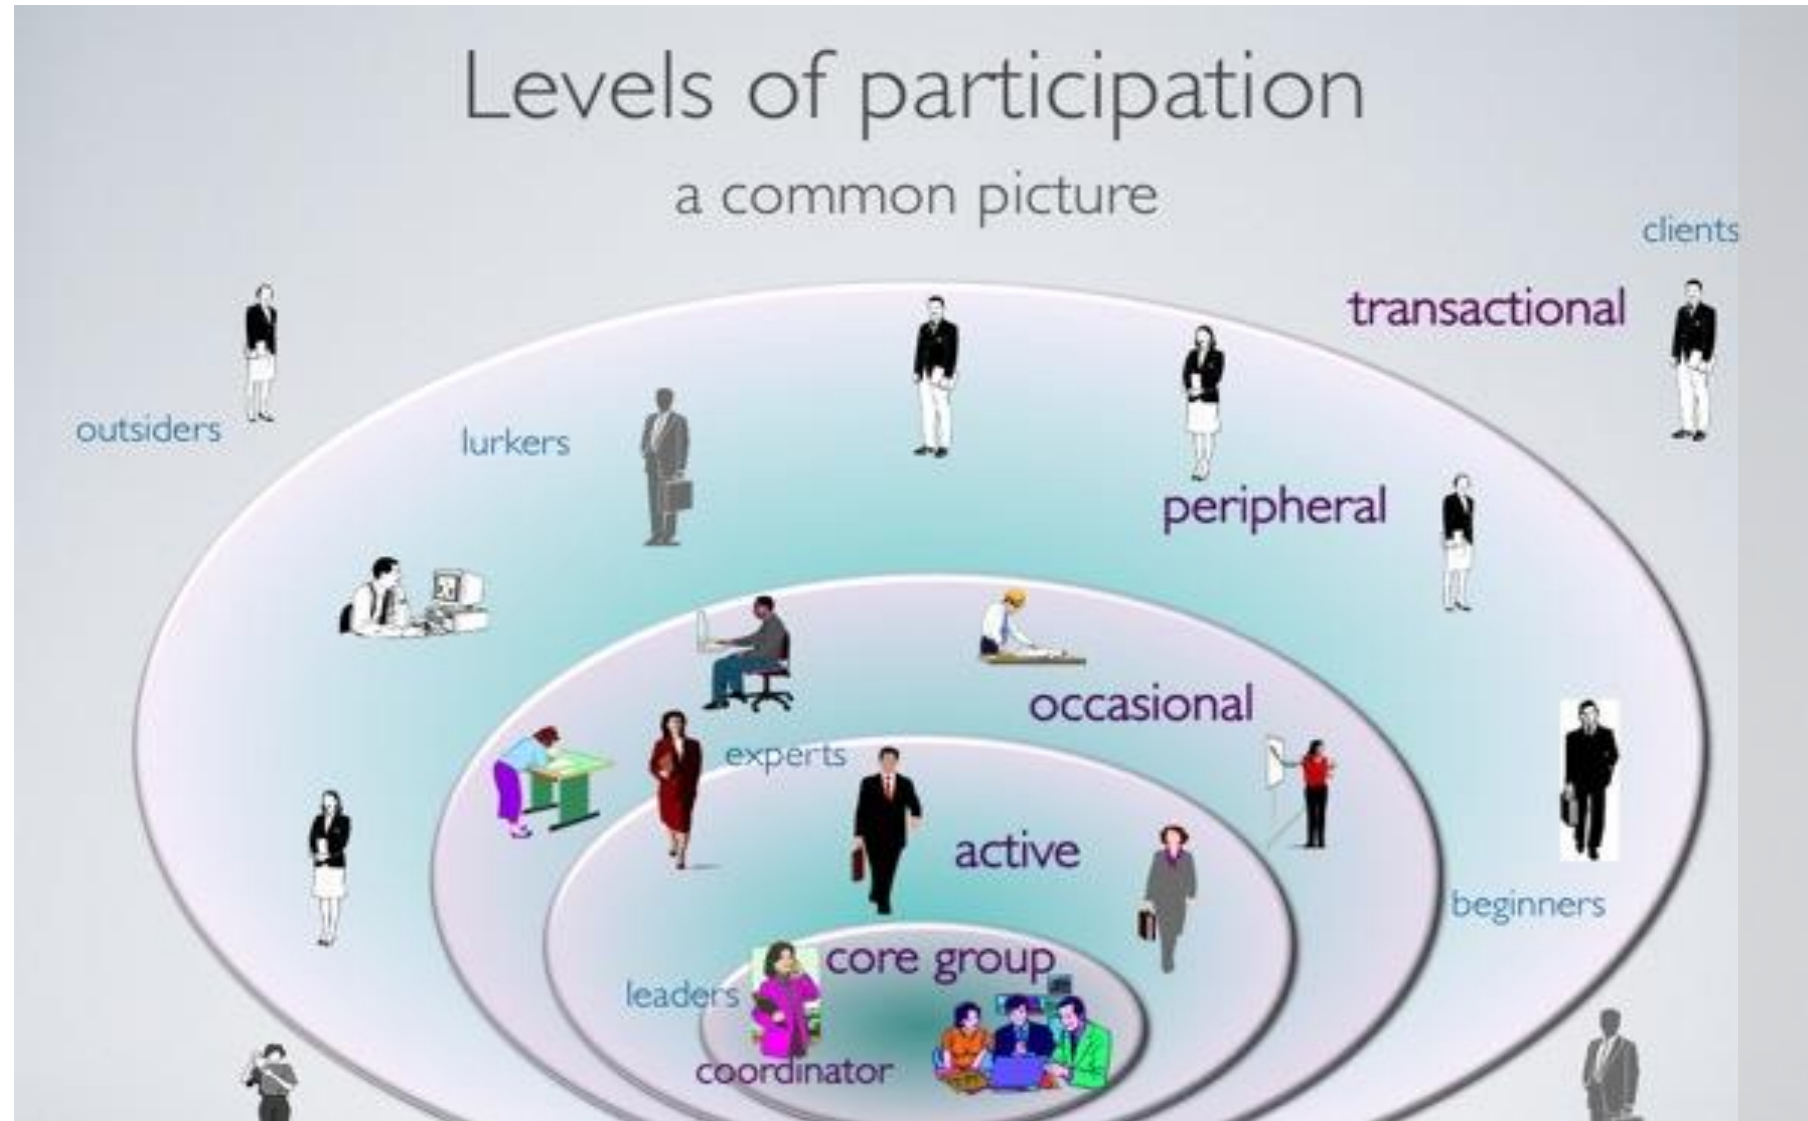 Levels of participation
a common picture
clients
transactional
outsiders
lurkers
peripheral
occasional
experts
active
beginners
core group
leaders
coordinator